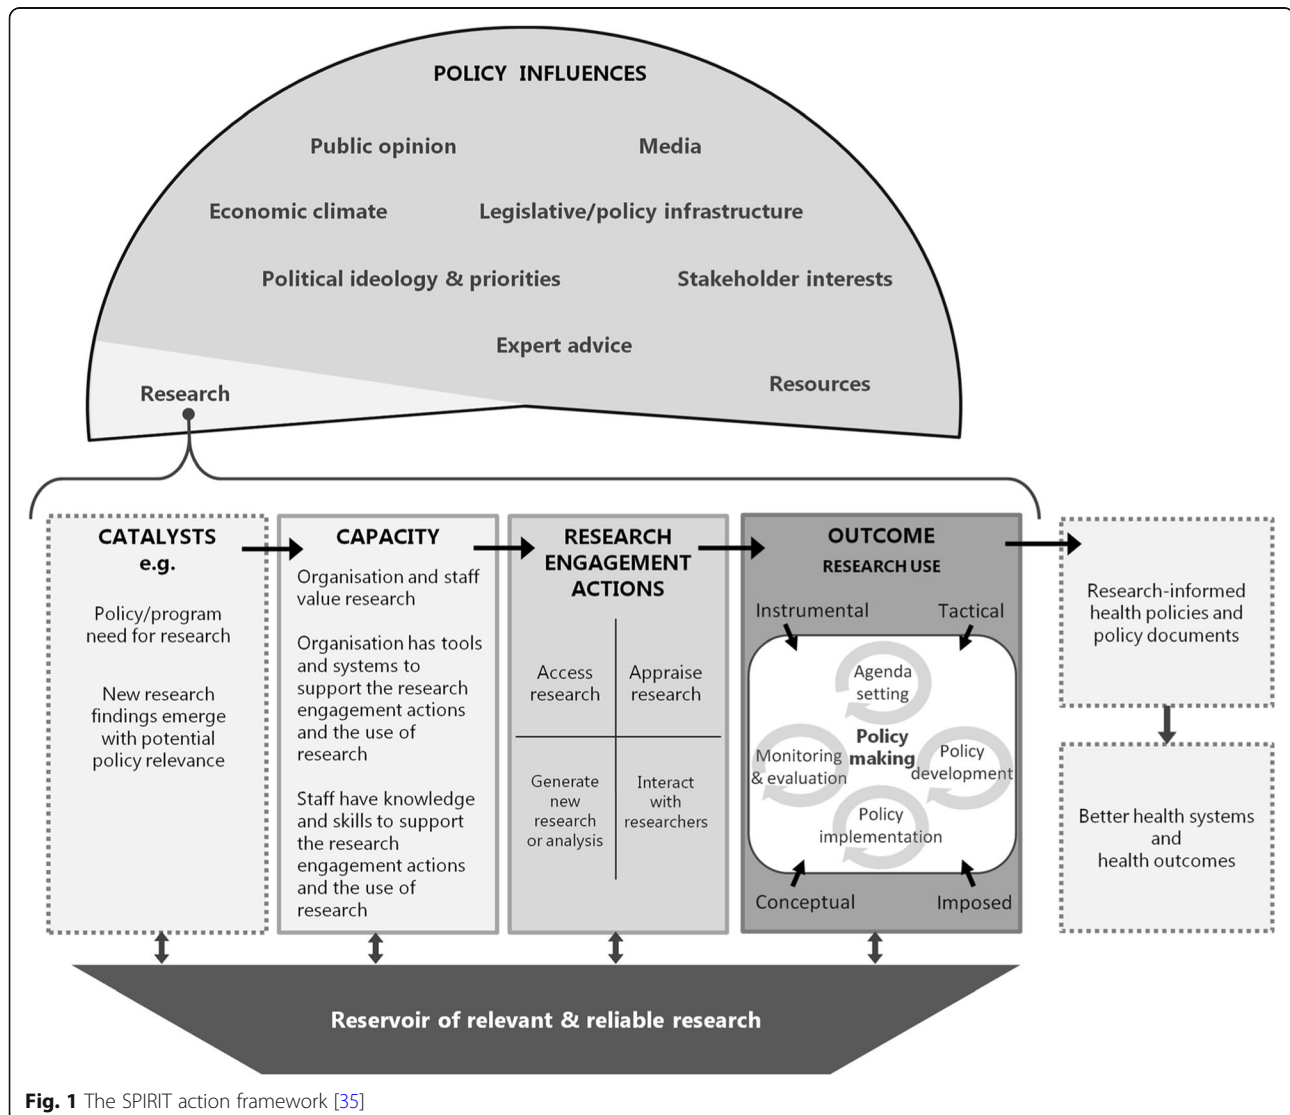 POLICY INFLUENCES
Public opinion
Media
Economic climate
Legislative/policy infrastructure
Political ideology & priorities
Stakeholder interests
Expert advice
Resources
Research
CATALYSTS
e.g.
Policy/program
need for research
New research
findings emerge
with potential
policy relevance
CAPACITY
Organisation and staff
value research
Organisation has tools
and systems to
support the research
engagement actions
and the use of
research
Staff have knowledge
and skills to support
the research
engagement actions
and the use of
research
RESEARCH
ENGAGEMENT
ACTIONS
Access
research
Appraise
research
Generate
new
research
or analysis
Interact
with
researchers
OUTCOME
RESEARCH USE
Instrumental
Tactical
Agenda
setting
Policy
making
Monitoring
& evaluation
Policy
development
Policy
implementation
Conceptual
Imposed
Research-informed
health policies and
policy documents
Better health systems
and
health outcomes
Reservoir of relevant & reliable research
Fig. 1 The SPIRIT action framework [35]